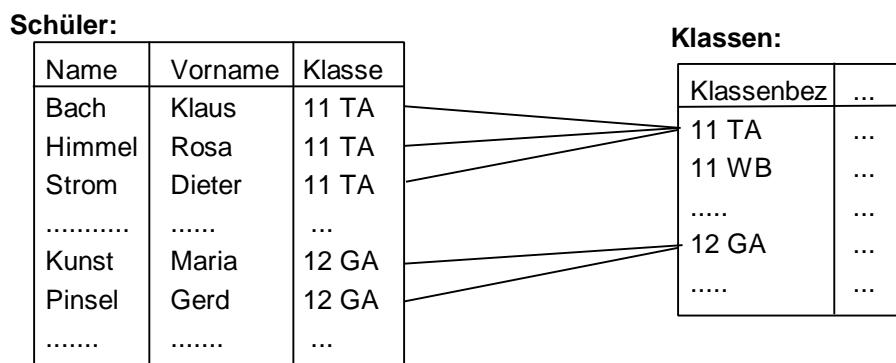 Schüler:
Name Vorname Klasse
Bach Klaus 11 TA
Himmel Rosa 11 TA
Strom Dieter 11 TA
........... ...... ...
Kunst Maria 12 GA
Pinsel Gerd 12 GA
....... ....... ...
Klassen:
Klassenbez ...
11 TA ...
11 WB ...
..... ...
12 GA ...
..... ...